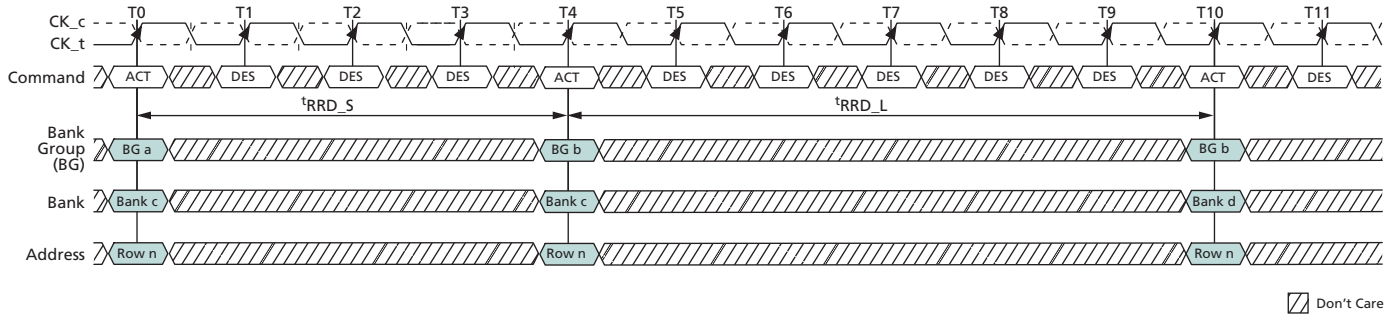 T0 T1 T2 T3 T4 T5 T6 T7 T8 T9 T10 T11
CK_c
CK_t
Command ACT DES DES DES ACT DES DES DES DES DES ACT DES
tRRD_S tRRD_L
Bank
Group
(BG)
BG a BG b BG b
Bank Bank c Bank c Bank d
Address Row n Row n Row n
Don't Care